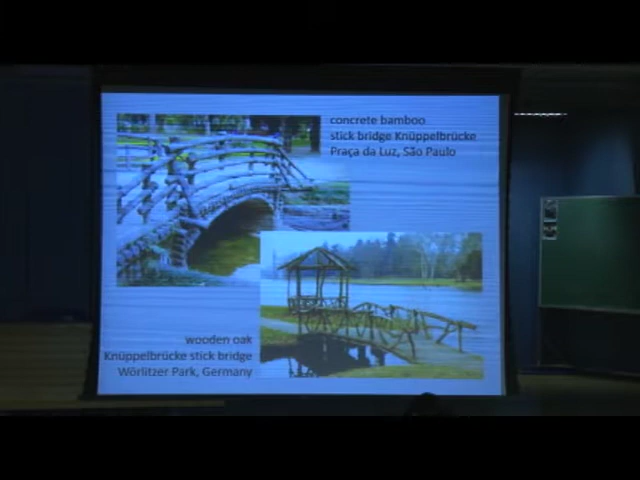 concrete bamboo
stick bridge Knüppelbrücke
Praça da Luz, São Paulo
wooden oak
Knüppelbrücke stick bridge
Wörlitzer Park, Germany